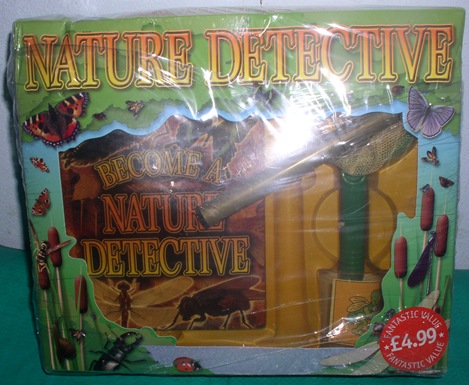 NATURE DETECTIVE
BECOME A
NATURE
DETECTIVE
FANTASTIC VALUE
£4.99
FANTASTIC VALUE